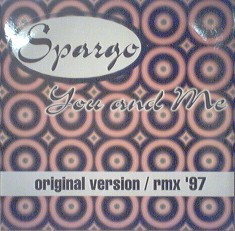 Spargo
You and Me
original version / rmx '97